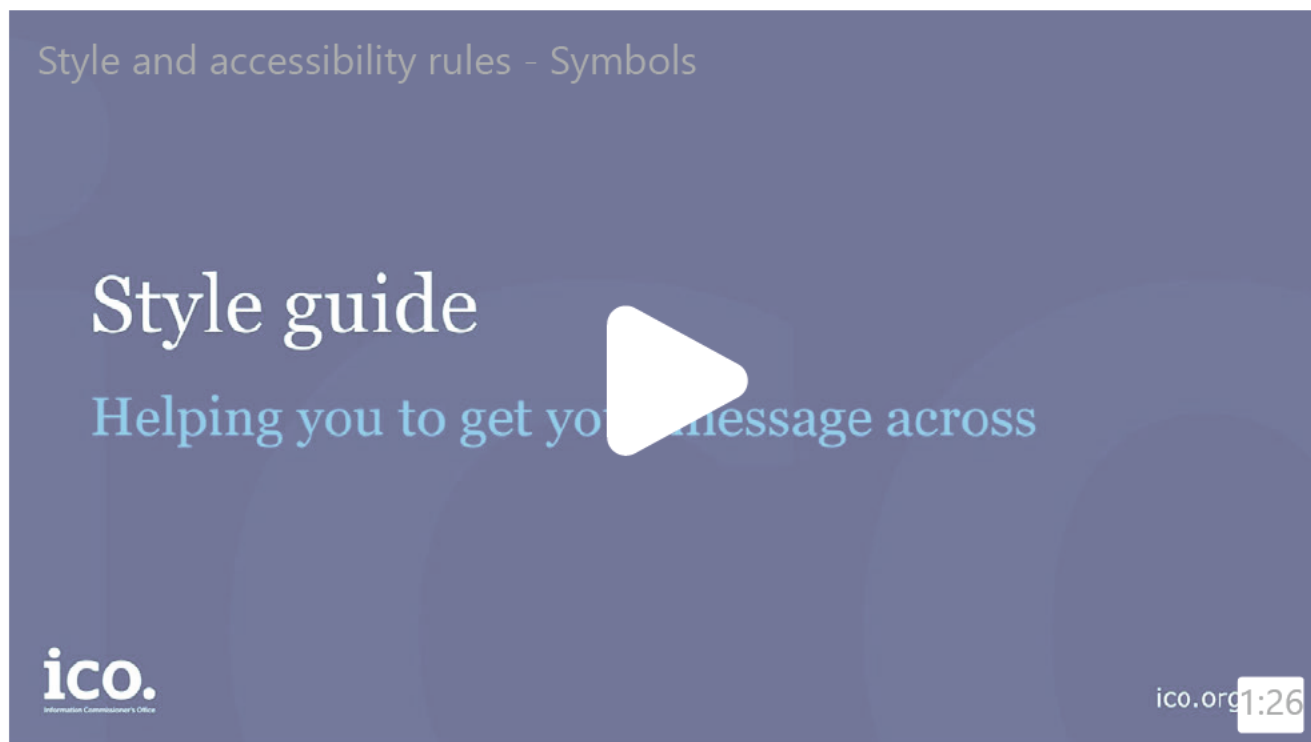 Style and accessibility rules - Symbols
Style guide
Helping you to get message across
ico.
Information Commissioner's Office
ico.org
1:26